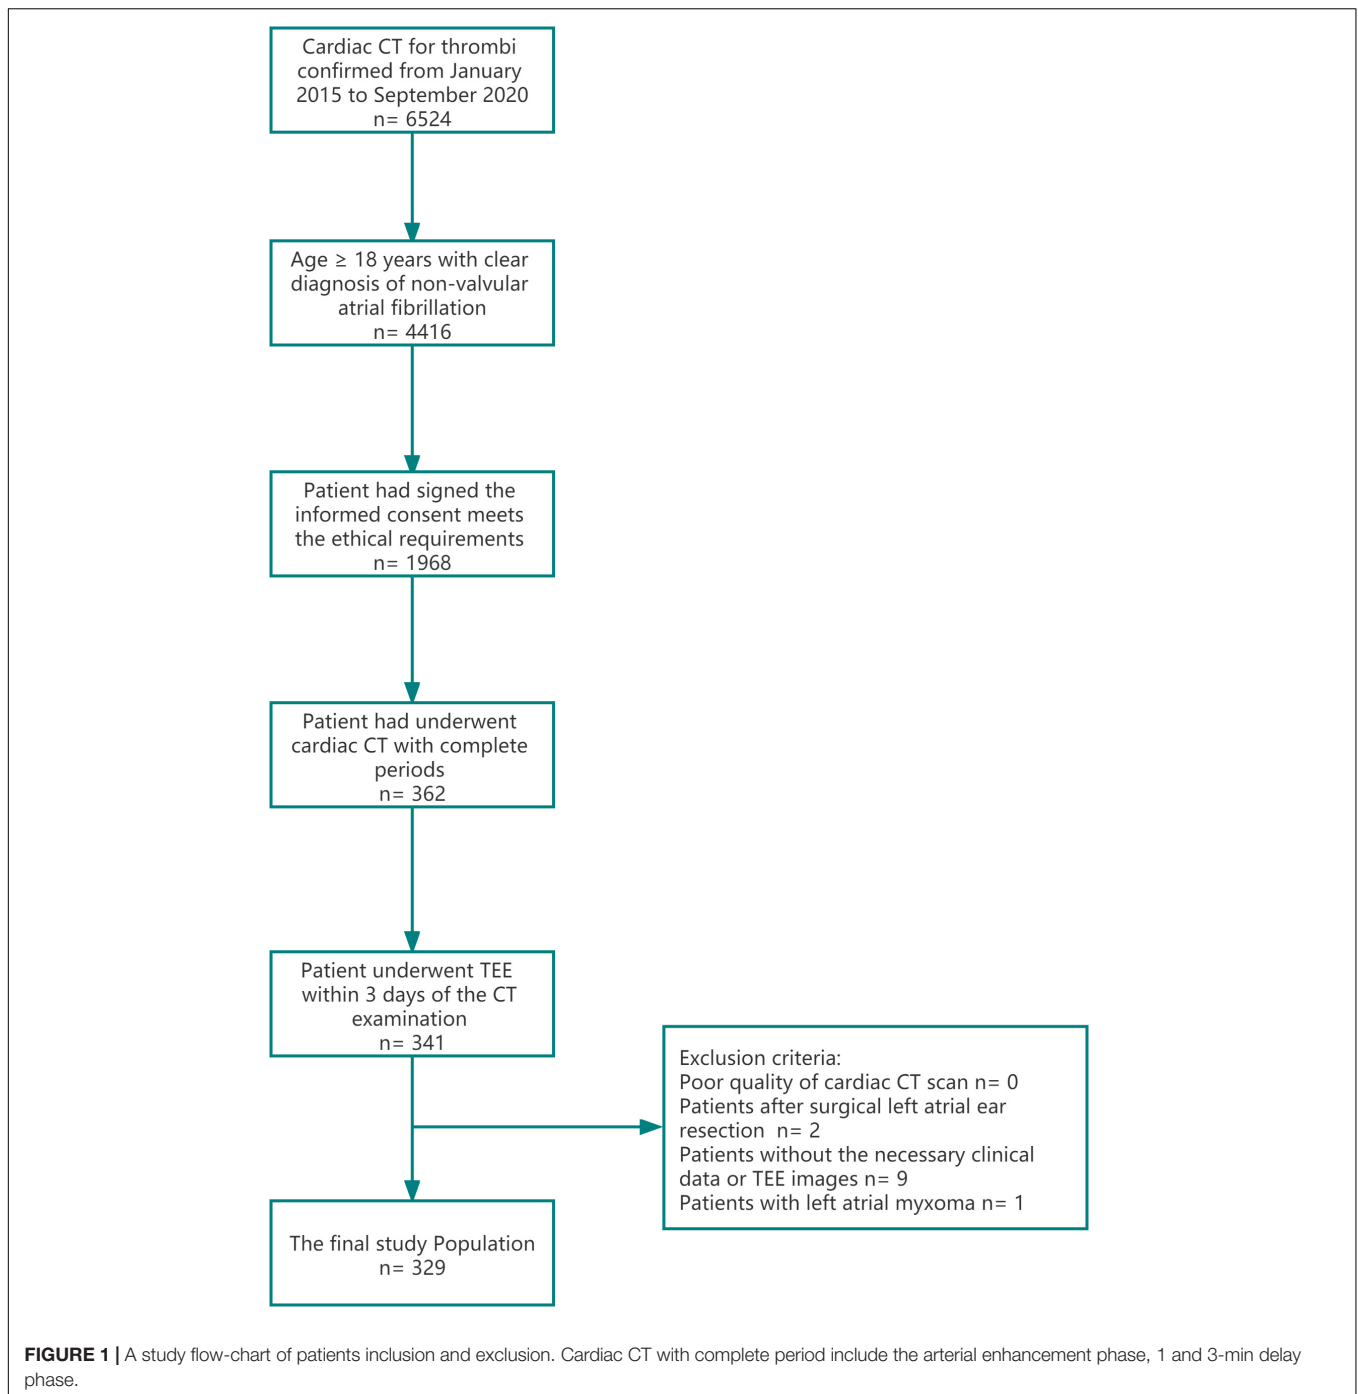 Cardiac CT for thrombi
confirmed from January
2015 to September 2020
n= 6524
Age ≥ 18 years with clear
diagnosis of non-valvular
atrial fibrillation
n= 4416
Patient had signed the
informed consent meets
the ethical requirements
n= 1968
Patient had underwent
cardiac CT with complete
periods
n= 362
Patient underwent TEE
within 3 days of the CT
examination
n= 341
Exclusion criteria:
Poor quality of cardiac CT scan n= 0
Patients after surgical left atrial ear
resection n= 2
Patients without the necessary clinical
data or TEE images n= 9
Patients with left atrial myxoma n= 1
The final study Population
n= 329
FIGURE 1 | A study flow-chart of patients inclusion and exclusion. Cardiac CT with complete period include the arterial enhancement phase, 1 and 3-min delay
phase.